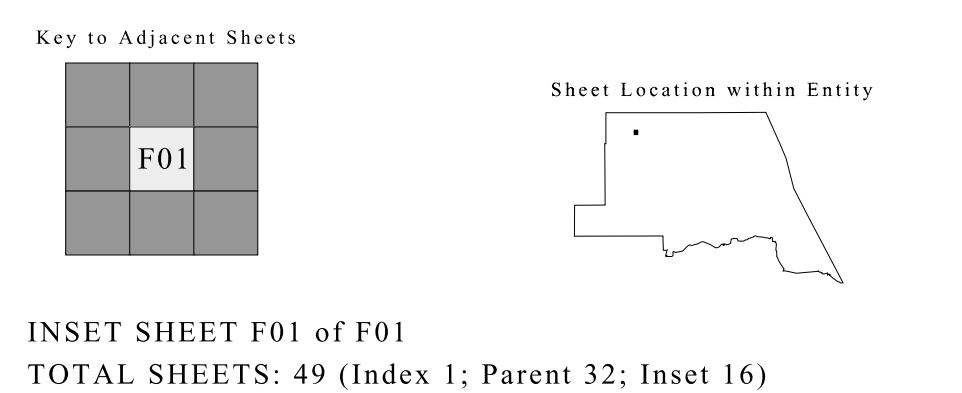 Key to Adjacent Sheets
F01
Sheet Location within Entity
INSET SHEET F01 of F01
TOTAL SHEETS: 49 (Index 1; Parent 32; Inset 16)